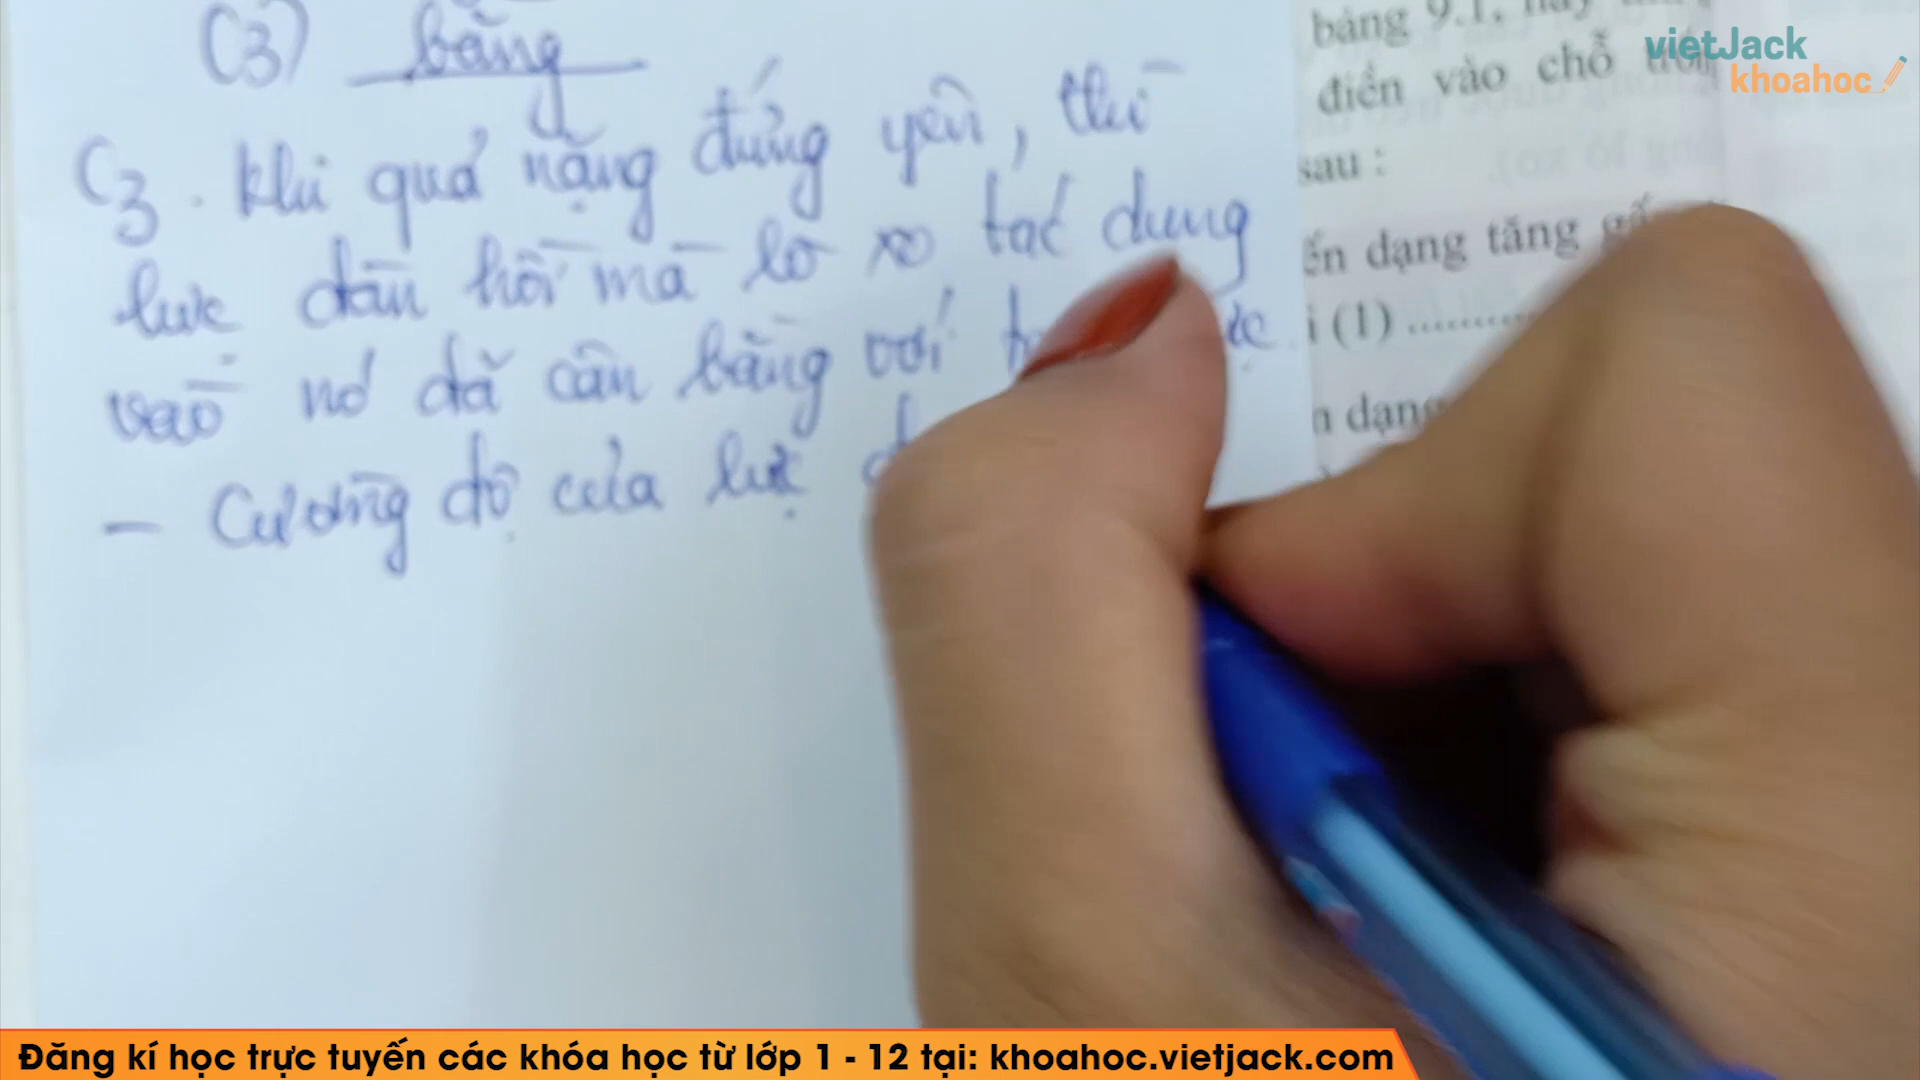 (3) bằng
C3. Khi quả nặng đứng yên, thì
lực đàn hồi mà lò xo tác dụng
vào nó đã cân bằng với
- Cường độ của lực
bảng 9.1,
điền vào chỗ
sau :
dạng tăng
(1) ..........
dạng
vietJack
khoahoc
Đăng kí học trực tuyến các khóa học từ lớp 1 - 12 tại: khoahoc.vietjack.com